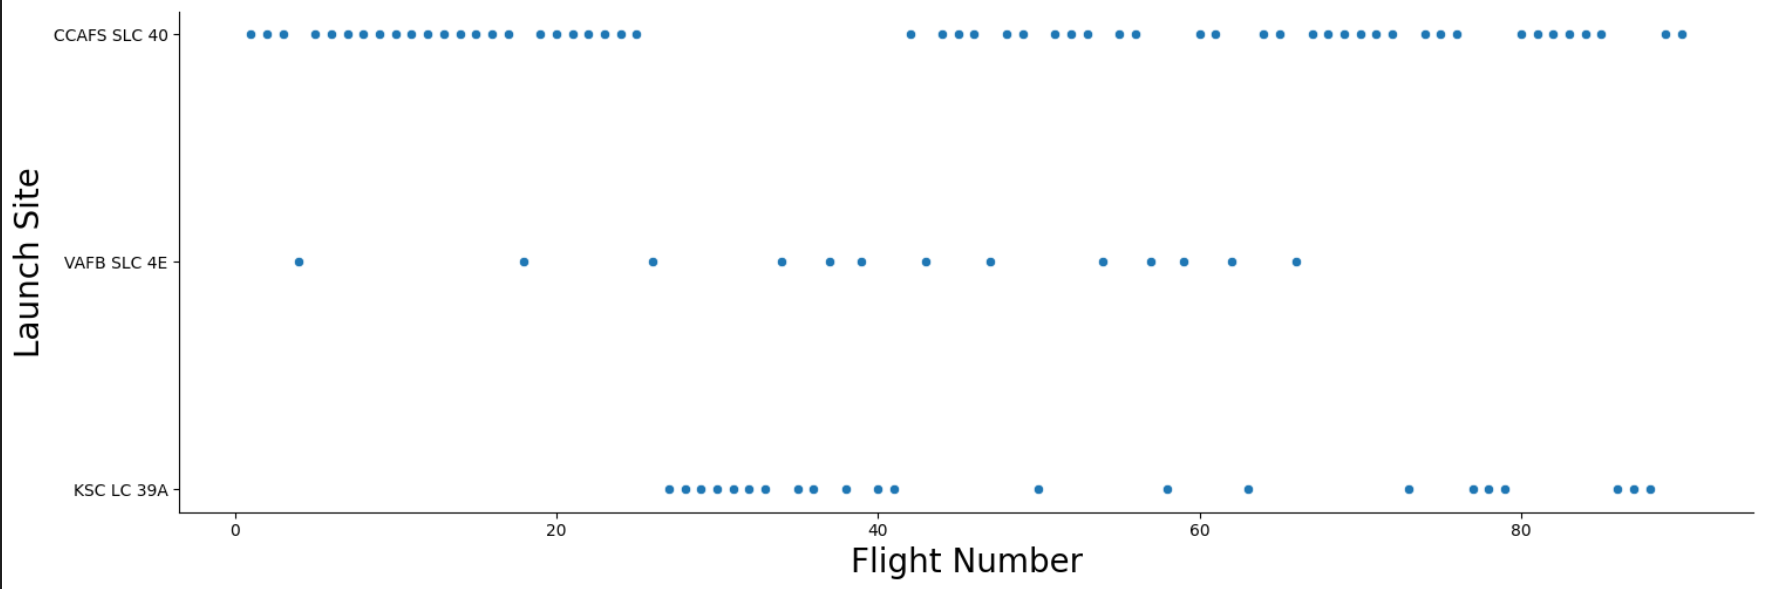 CCAFS SLC 40
VAFB SLC 4E
KSC LC 39A
Launch Site
0 20 40 60 80
Flight Number